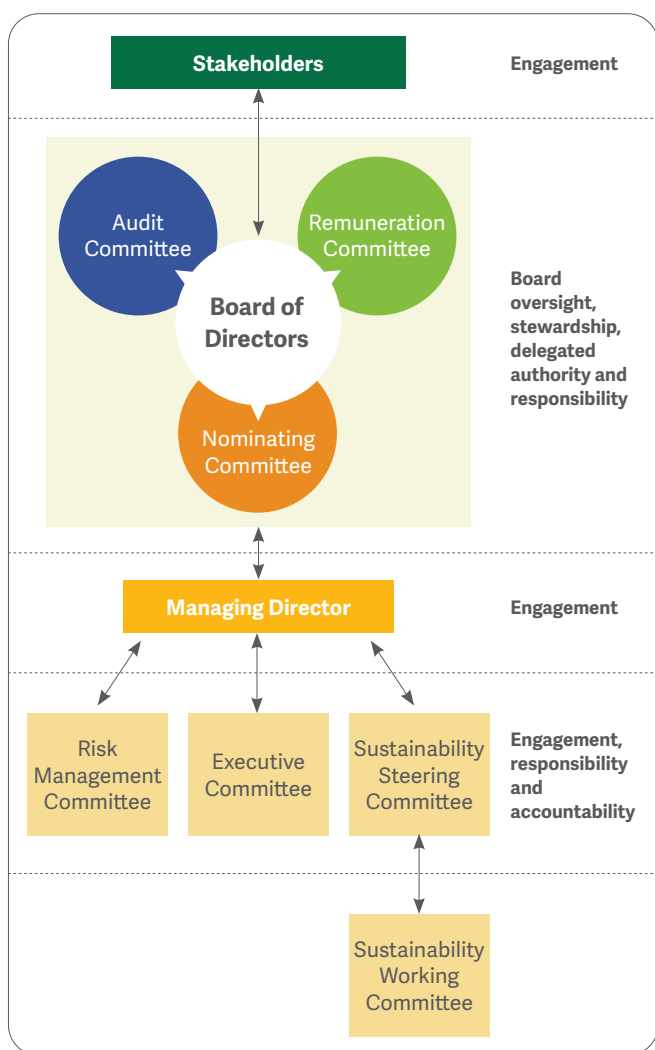 Stakeholders
Engagement
Audit
Committee
Remuneration
Committee
Board of
Directors
Nominating
Committee
Board
oversight,
stewardship,
delegated
authority and
responsibility
Managing Director
Engagement
Risk
Management
Committee
Executive
Committee
Sustainability
Steering
Committee
Engagement,
responsibility
and
accountability
Sustainability
Working
Committee